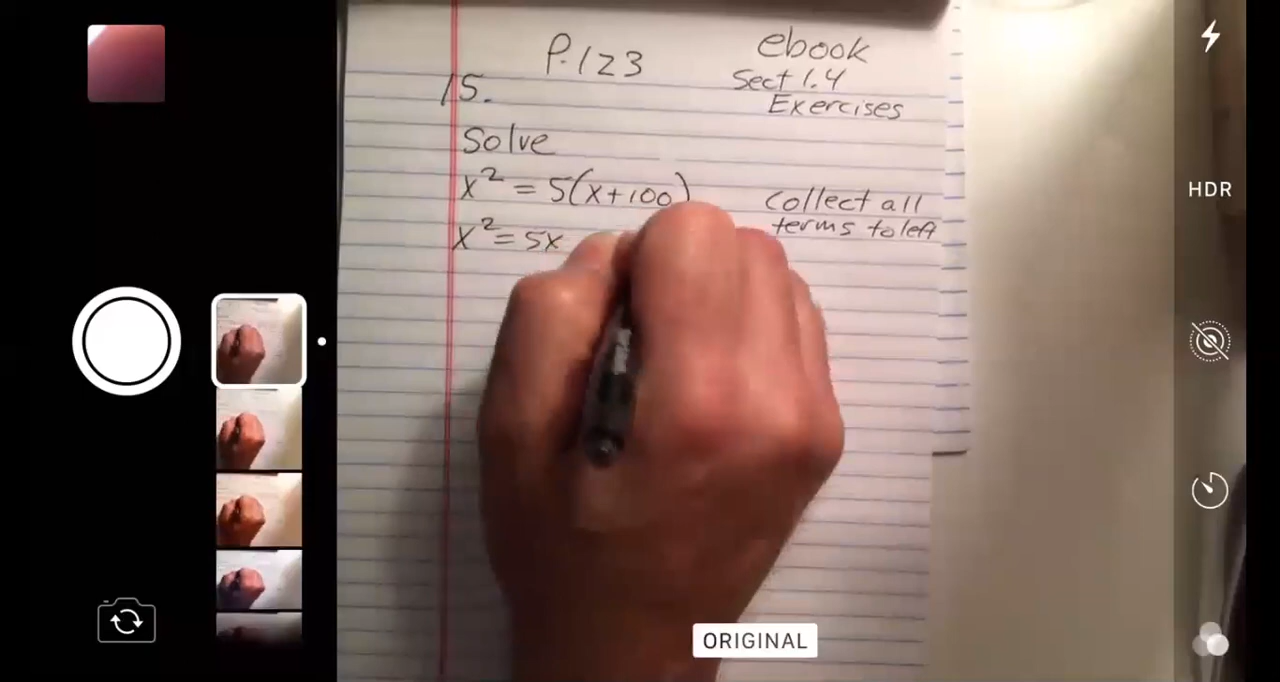 P.123
ebook
Sect 1.4
Exercises
15.
Solve
x² = 5(x+100)
collect all
terms to left
x² = 5x
HDR
ORIGINAL